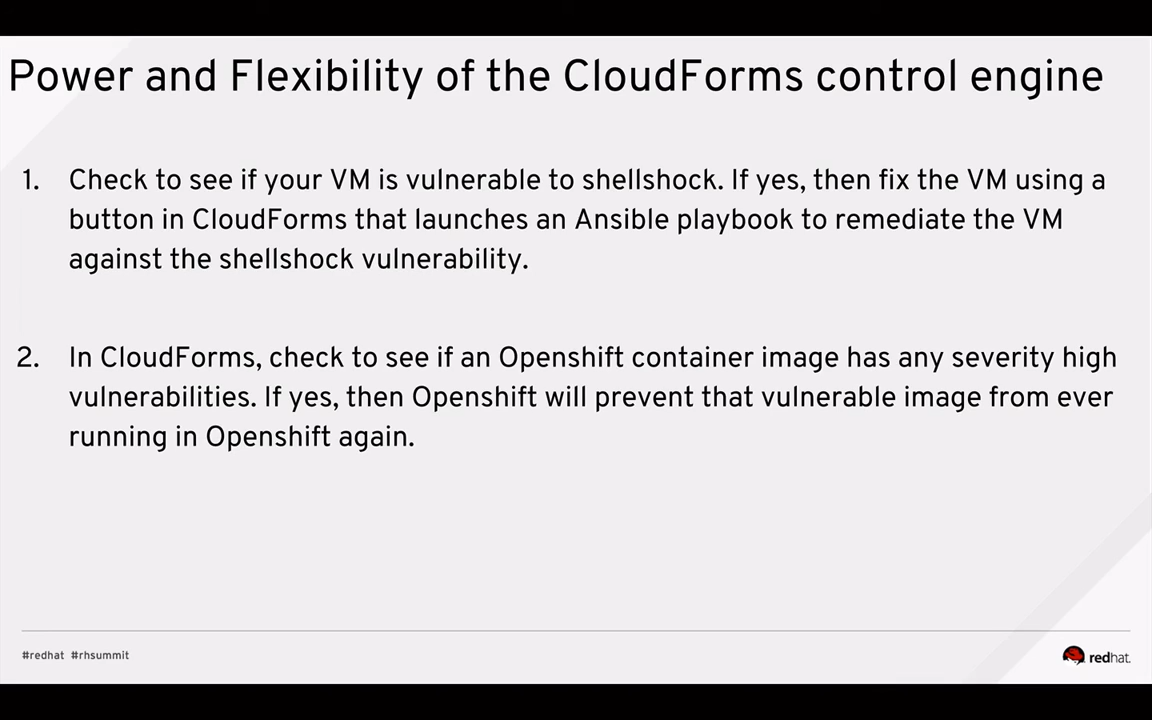 Power and Flexibility of the CloudForms control engine
1. Check to see if your VM is vulnerable to shellshock. If yes, then fix the VM using a
button in CloudForms that launches an Ansible playbook to remediate the VM
against the shellshock vulnerability.
2. In CloudForms, check to see if an Openshift container image has any severity high
vulnerabilities. If yes, then Openshift will prevent that vulnerable image from ever
running in Openshift again.
#redhat #rhsummit
redhat.